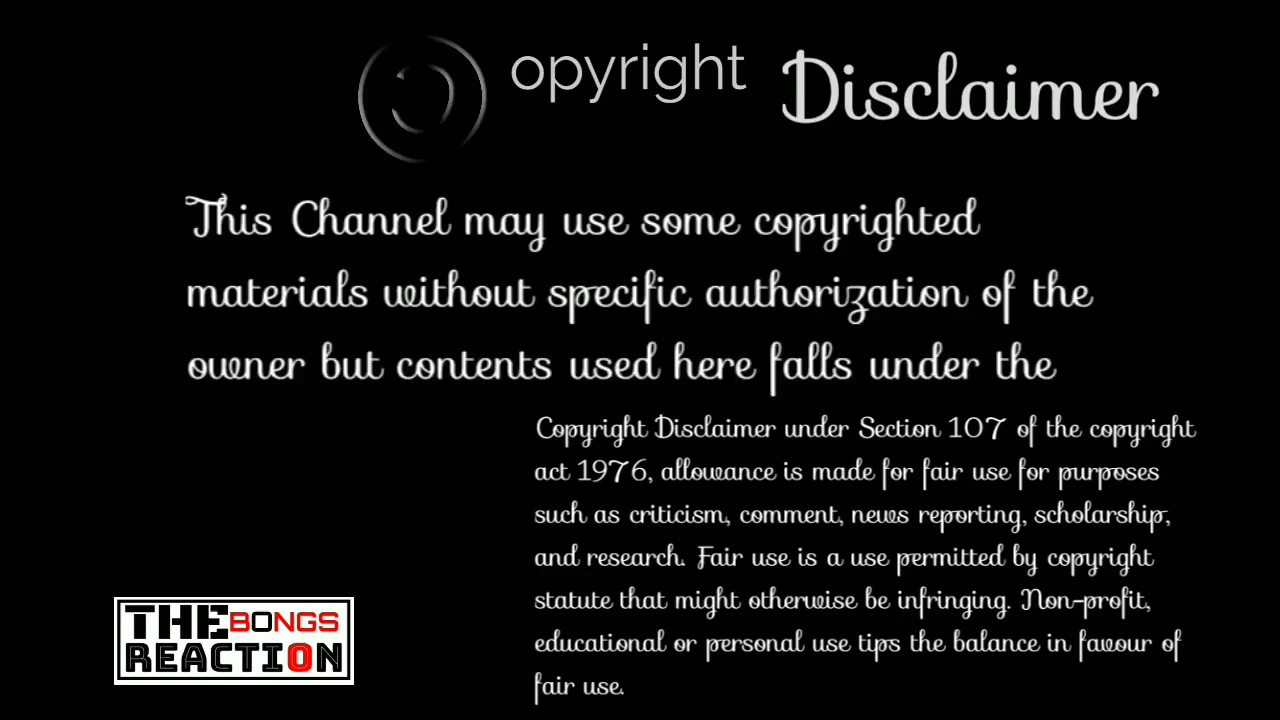 opyright Disclaimer
This Channel may use some copyrighted
materials without specific authorization of the
owner but contents used here falls under the
Copyright Disclaimer under Section 107 of the copyright
act 1976, allowance is made for fair use for purposes
such as criticism, comment, news reporting, scholarship,
and research. Fair use is a use permitted by copyright
statute that might otherwise be infringing. Non-profit,
educational or personal use tips the balance in favour of
fair use.
THE BONGS
REACTION